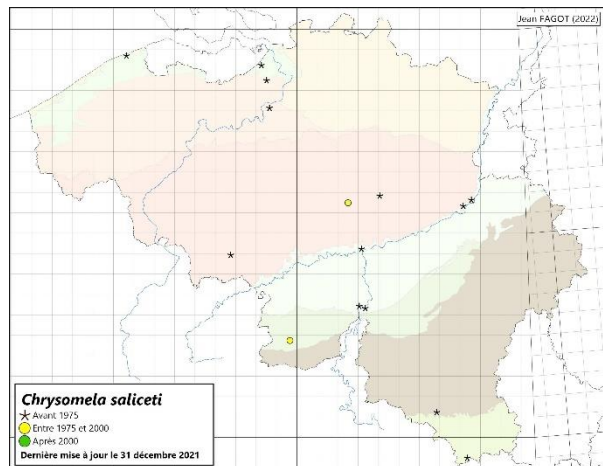 Jean FAGOT (2022)
Chrysomela saliceti
Avant 1975
Entre 1975 et 2000
Après 2000
Dernière mise à jour le 31 décembre 2021